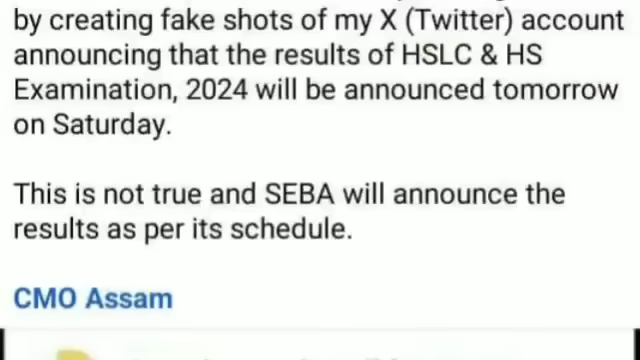 by creating fake shots of my X (Twitter) account
announcing that the results of HSLC & HS
Examination, 2024 will be announced tomorrow
on Saturday.
This is not true and SEBA will announce the
results as per its schedule.
CMO Assam